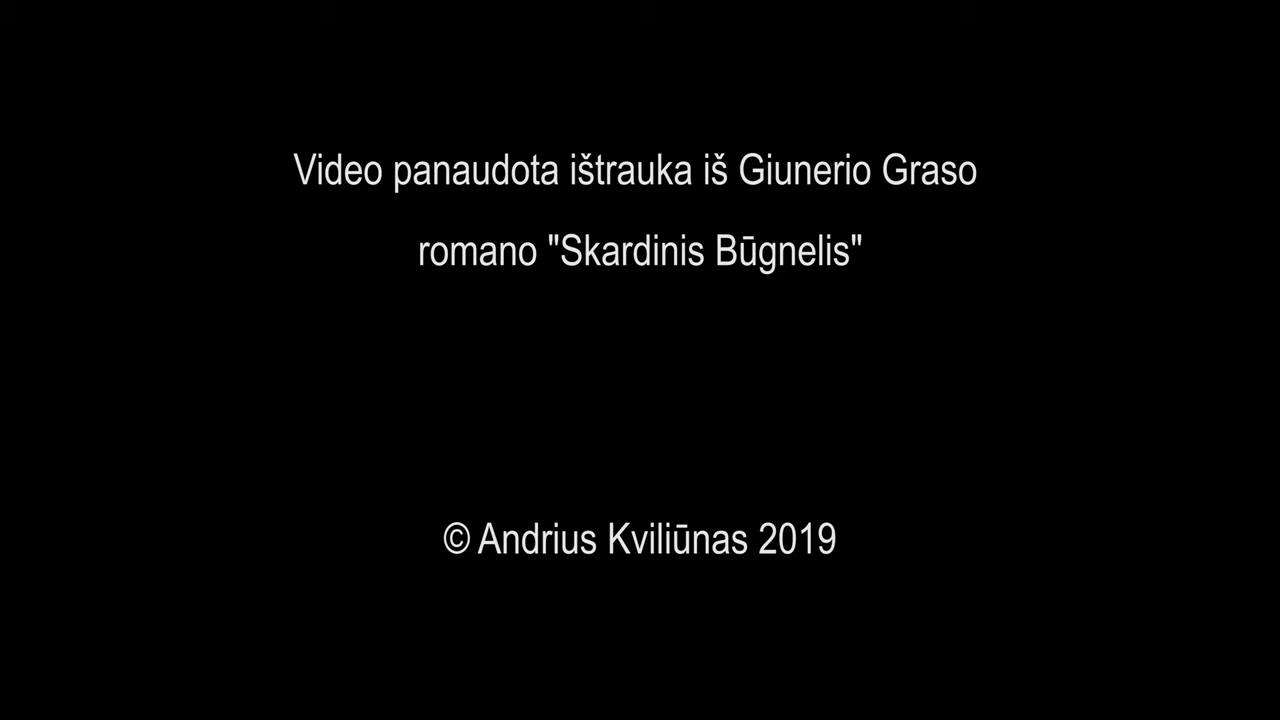 Video panaudota ištrauka iš Giunerio Graso
romano "Skardinis Būgnelis"
© Andrius Kviliūnas 2019